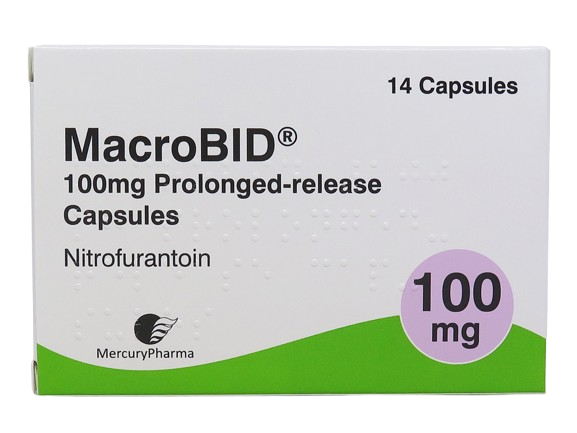 14 Capsules
MacroBID®
100mg Prolonged-release
Capsules
Nitrofurantoin
100
mg
MercuryPharma